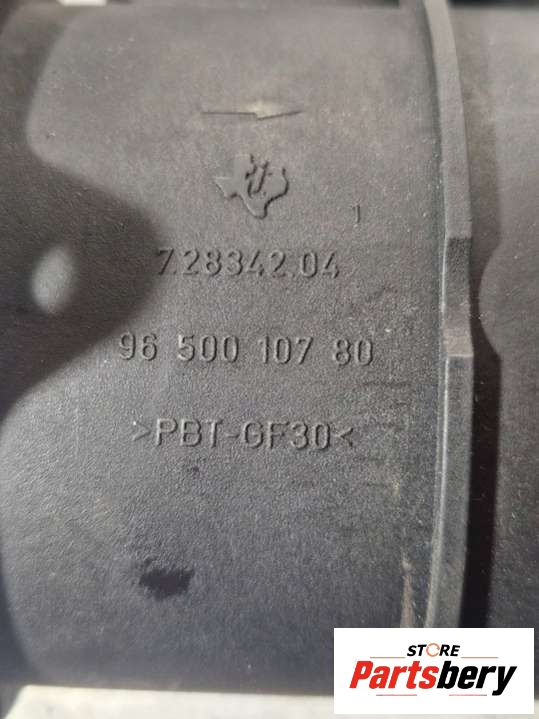 1
7.28342.04
96 500 107 80
>PBT-GF30<
STORE
Partsbery